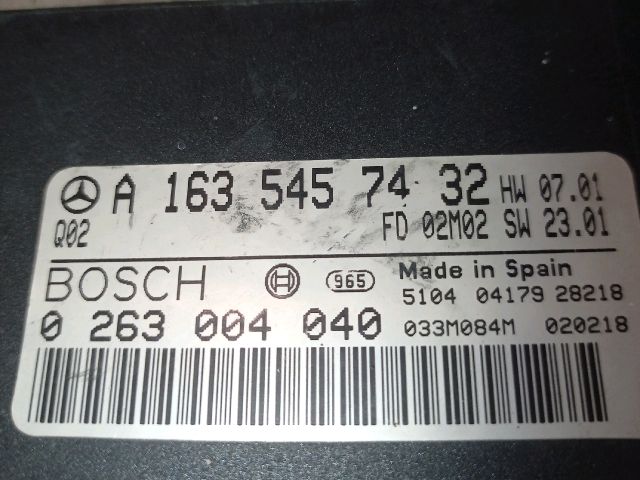 A 163 545 74 32 HW 07.01
Q02 FD 02M02 SW 23.01
BOSCH 965 Made in Spain
5104 04179 28218
0 263 004 040 033M084M 020218